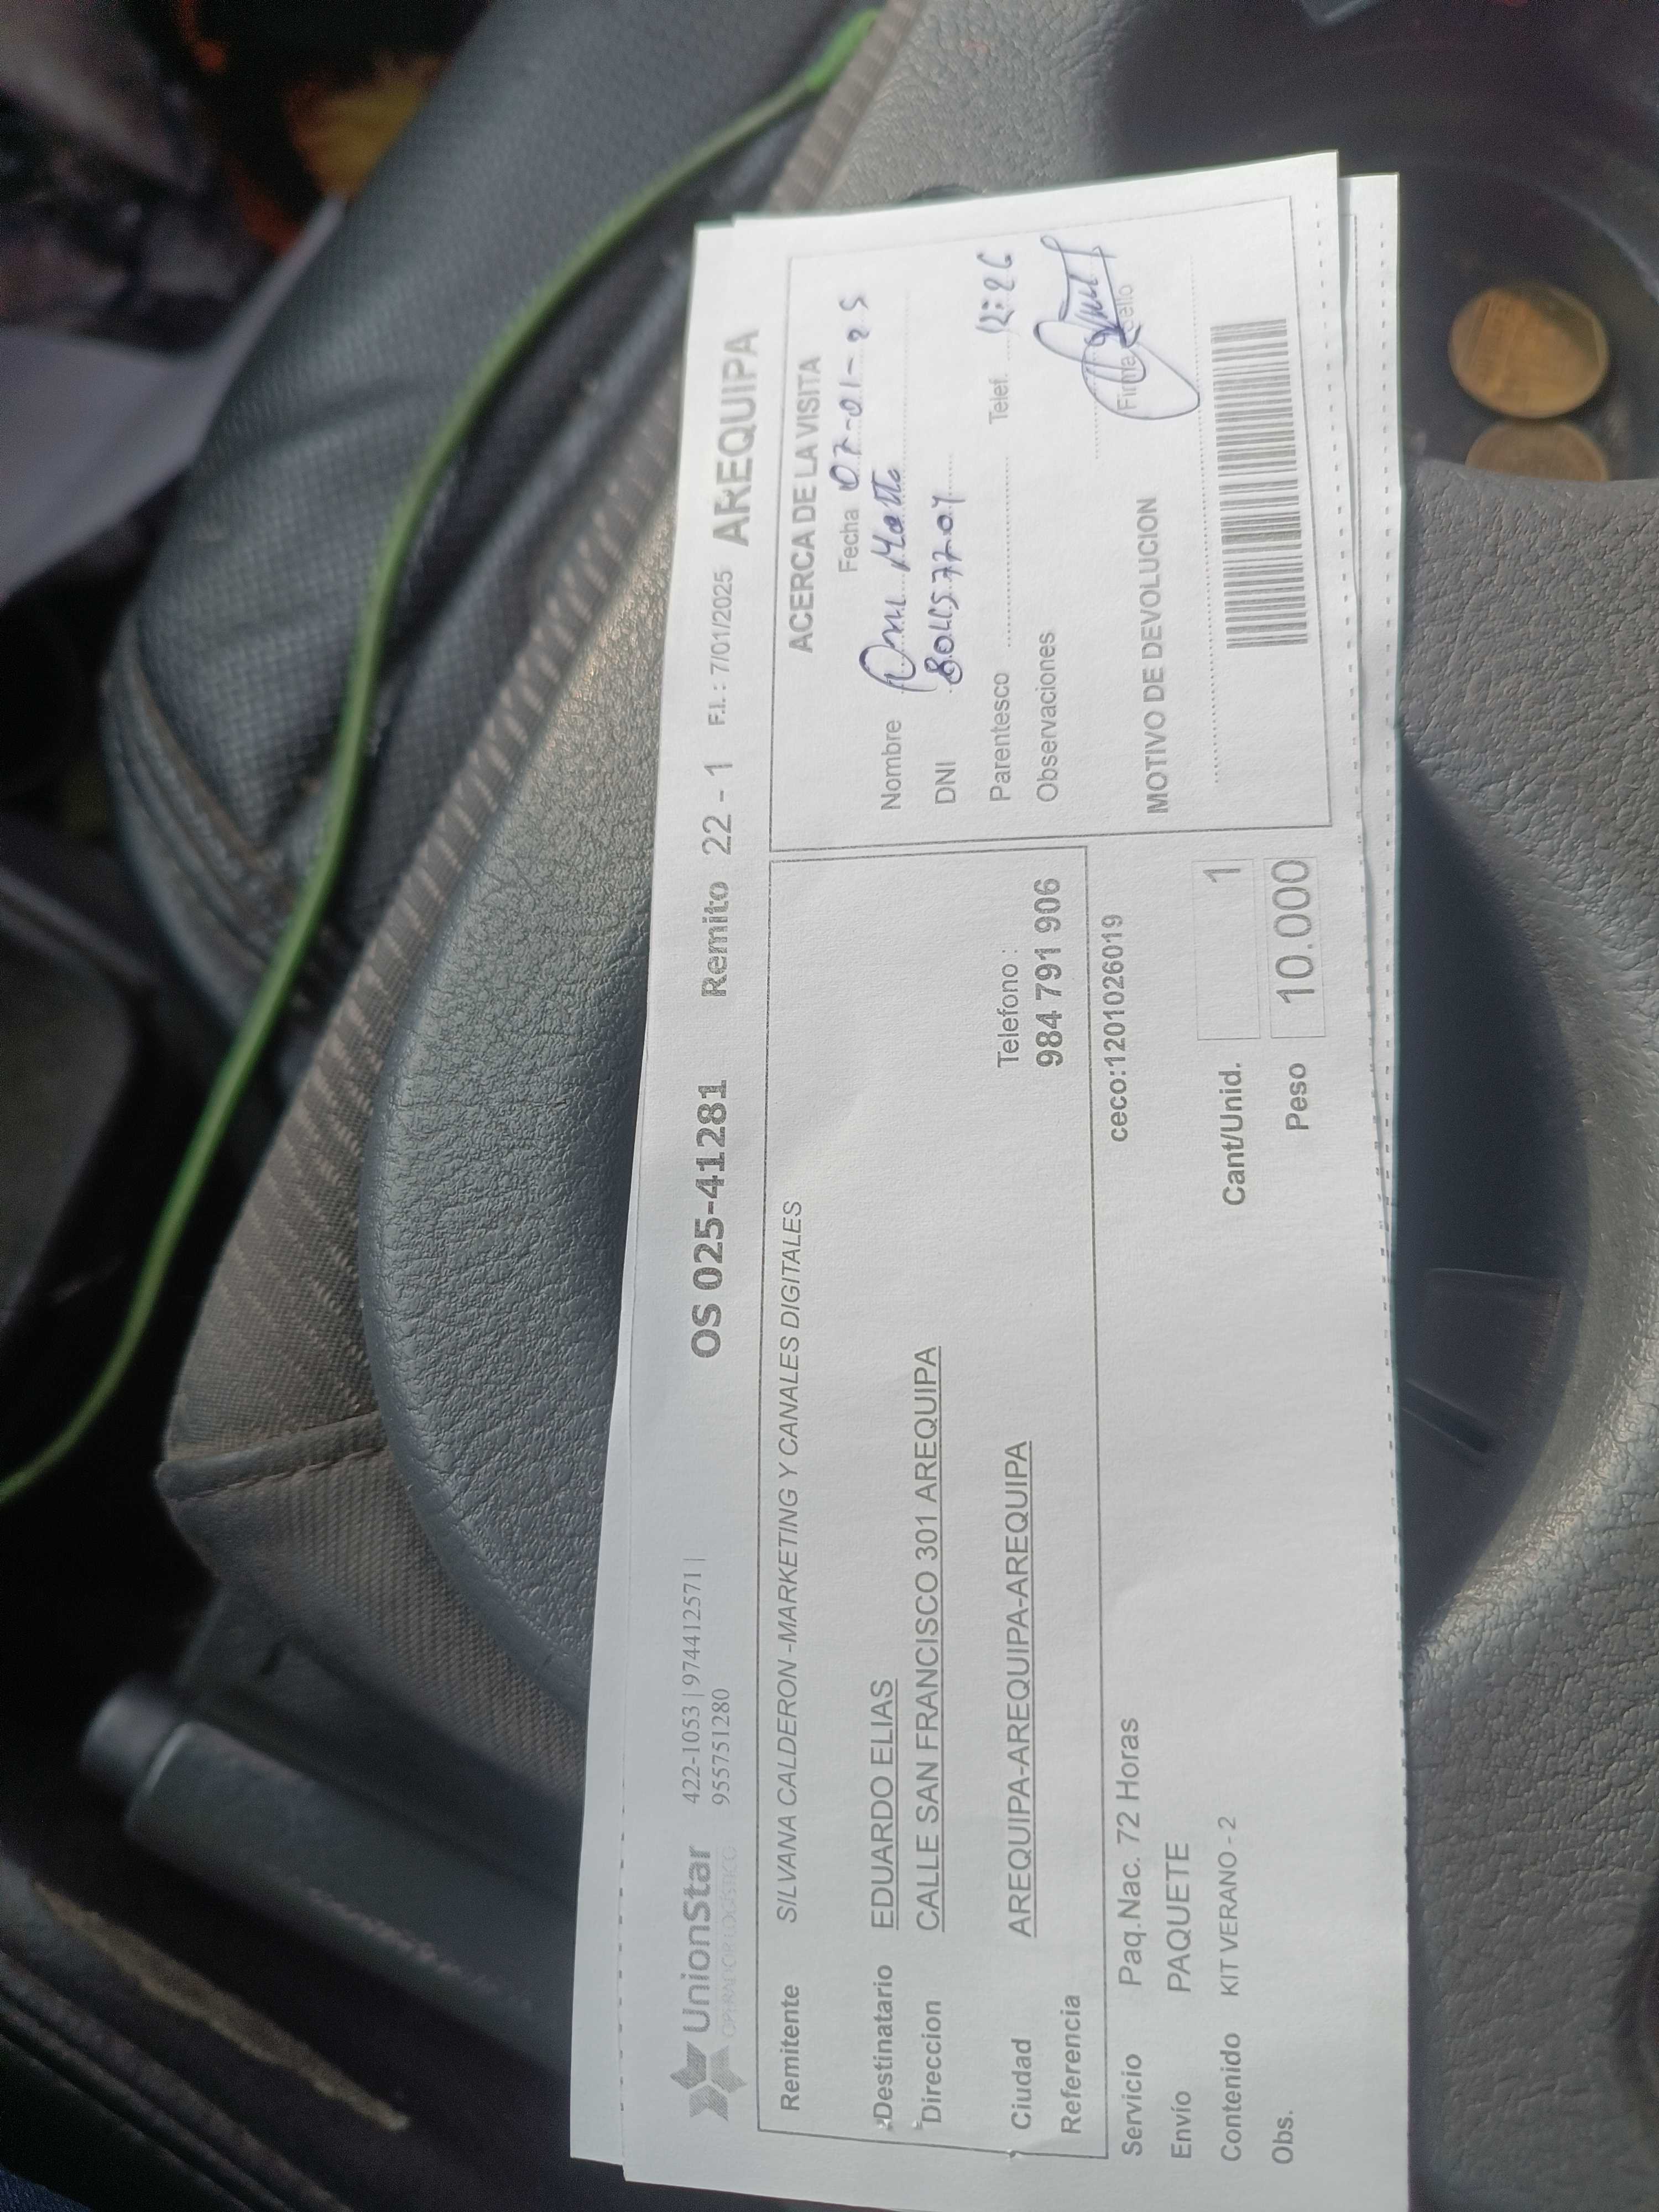 UnionStar
OPERADOR LOGÍSTICO
422-1053 | 974412571 |
955751280
OS 025-41281
Remito 22 - 1
F.I.: 7/01/2025
AREQUIPA
Remitente SILVANA CALDERON -MARKETING Y CANALES DIGITALES
Destinatario EDUARDO ELIAS
Direccion CALLE SAN FRANCISCO 301 AREQUIPA
Ciudad AREQUIPA-AREQUIPA-AREQUIPA
Telefono :
984 791 906
Referencia
Servicio Paq.Nac. 72 Horas
ceco:1201026019
Envío PAQUETE
Contenido KIT VERANO - 2
Cant/Unid. 1
Obs.
Peso 10.000
ACERCA DE LA VISITA
Fecha 07-01-25
Nombre
DNI
Parentesco Telef. 12:26
Observaciones
Firma
MOTIVO DE DEVOLUCION